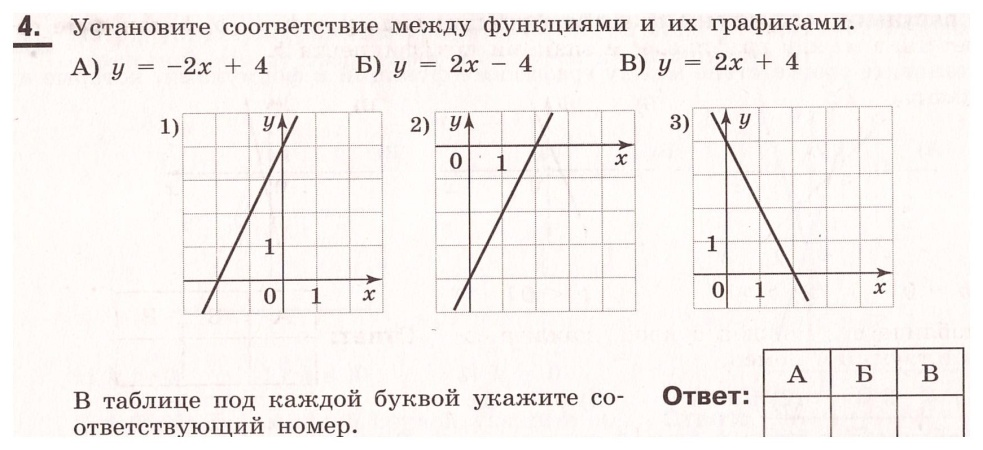 4. Установите соответствие между функциями и их графиками.
А) y = −2x + 4 Б) y = 2x − 4 В) y = 2x + 4
1) y 1 0 1 x
2) y 0 1 x
3) y 1 0 1 x
В таблице под каждой буквой укажите со-
ответствующий номер.
Ответ: А Б В